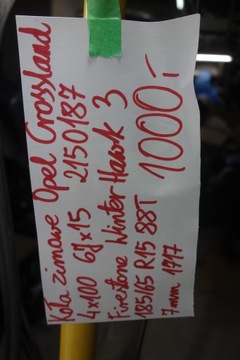 Koła zimowe Opel Crossland
4x100 6Jx15 2150187
Firestone Winter Hawk 3
185/65 R15 88T
7mm 1917
1000,-